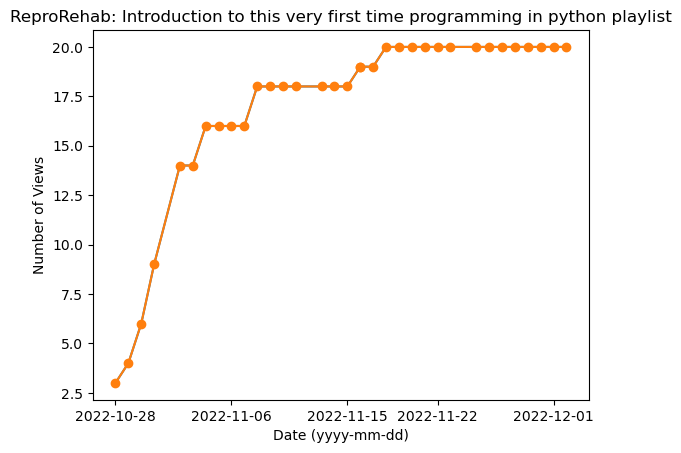 ReproRehab: Introduction to this very first time programming in python playlist
20.0
17.5
15.0
12.5
10.0
7.5
5.0
2.5
Number of Views
2022-10-28 2022-11-06 2022-11-15 2022-11-22 2022-12-01
Date (yyyy-mm-dd)